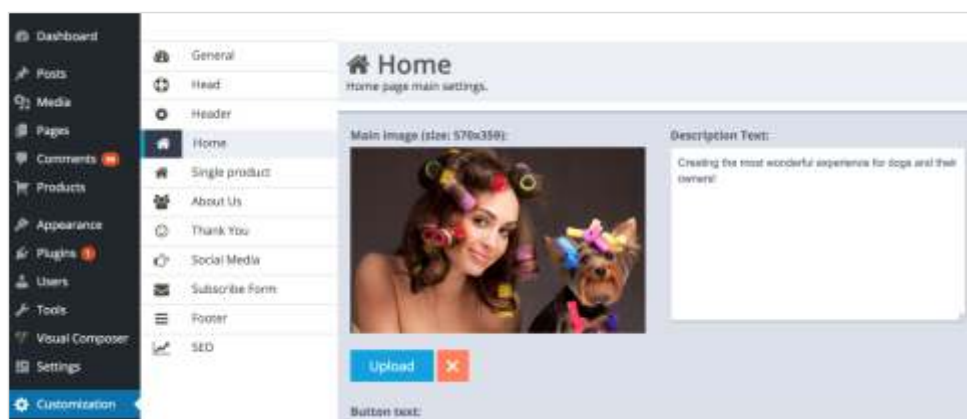 Dashboard
Posts
Media
Pages
Comments
Products
Appearance
Plugins 1
Users
Tools
Visual Composer
Settings
Customization
General
Head
Header
Home
Single product
About Us
Thank You
Social Media
Subscribe Form
Footer
SEO
Home
Home page main settings.
Main image (size: 570x359):
Upload
Button text:
Description Text:
Creating the most wonderful experience for dogs and their
owners!